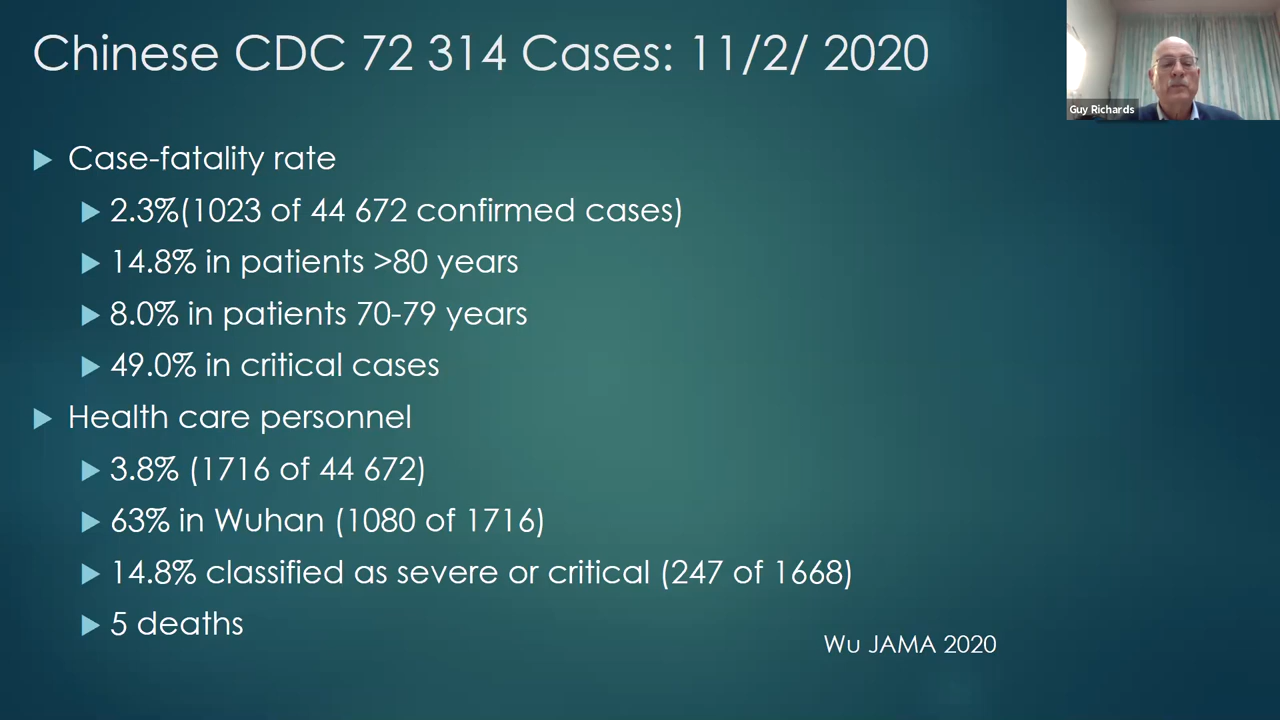 Chinese CDC 72 314 Cases: 11/2/ 2020
Guy Richards
Case-fatality rate
2.3%(1023 of 44 672 confirmed cases)
14.8% in patients >80 years
8.0% in patients 70-79 years
49.0% in critical cases
Health care personnel
3.8% (1716 of 44 672)
63% in Wuhan (1080 of 1716)
14.8% classified as severe or critical (247 of 1668)
5 deaths
Wu JAMA 2020